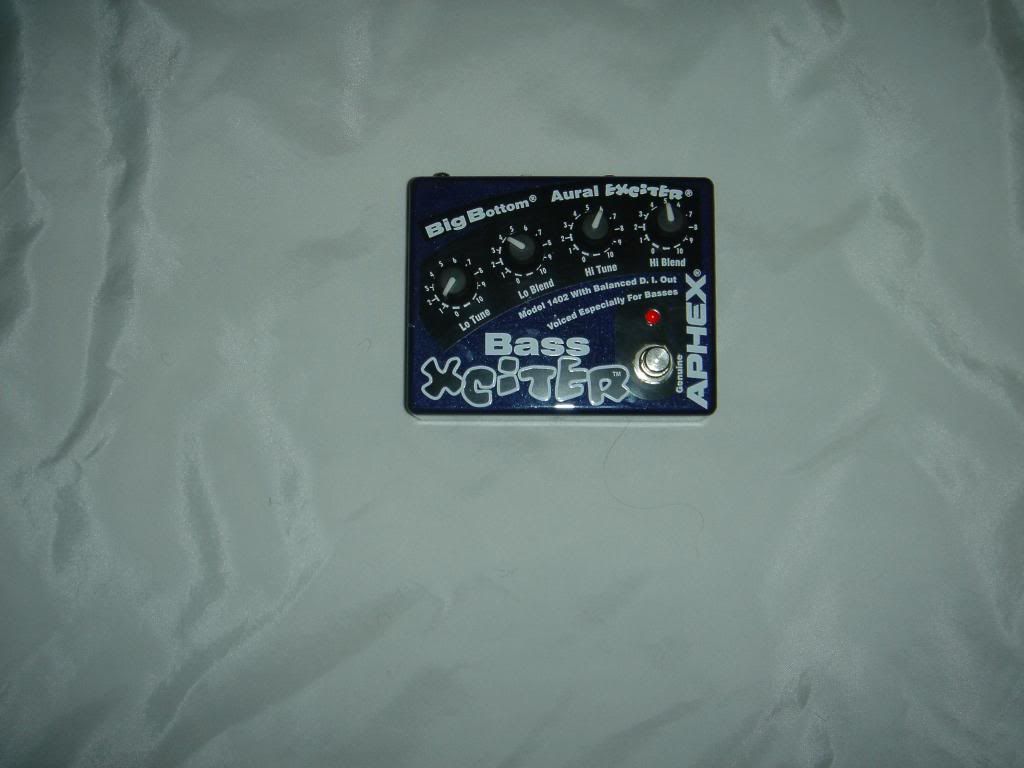 Big Bottom®
Aural EXCiTER®
Lo Tune
Lo Blend
Hi Tune
Hi Blend
Model 1402 With Balanced D. I. Out
Voiced Especially For Basses
Bass
XCiTER™
Genuine
APHEX®